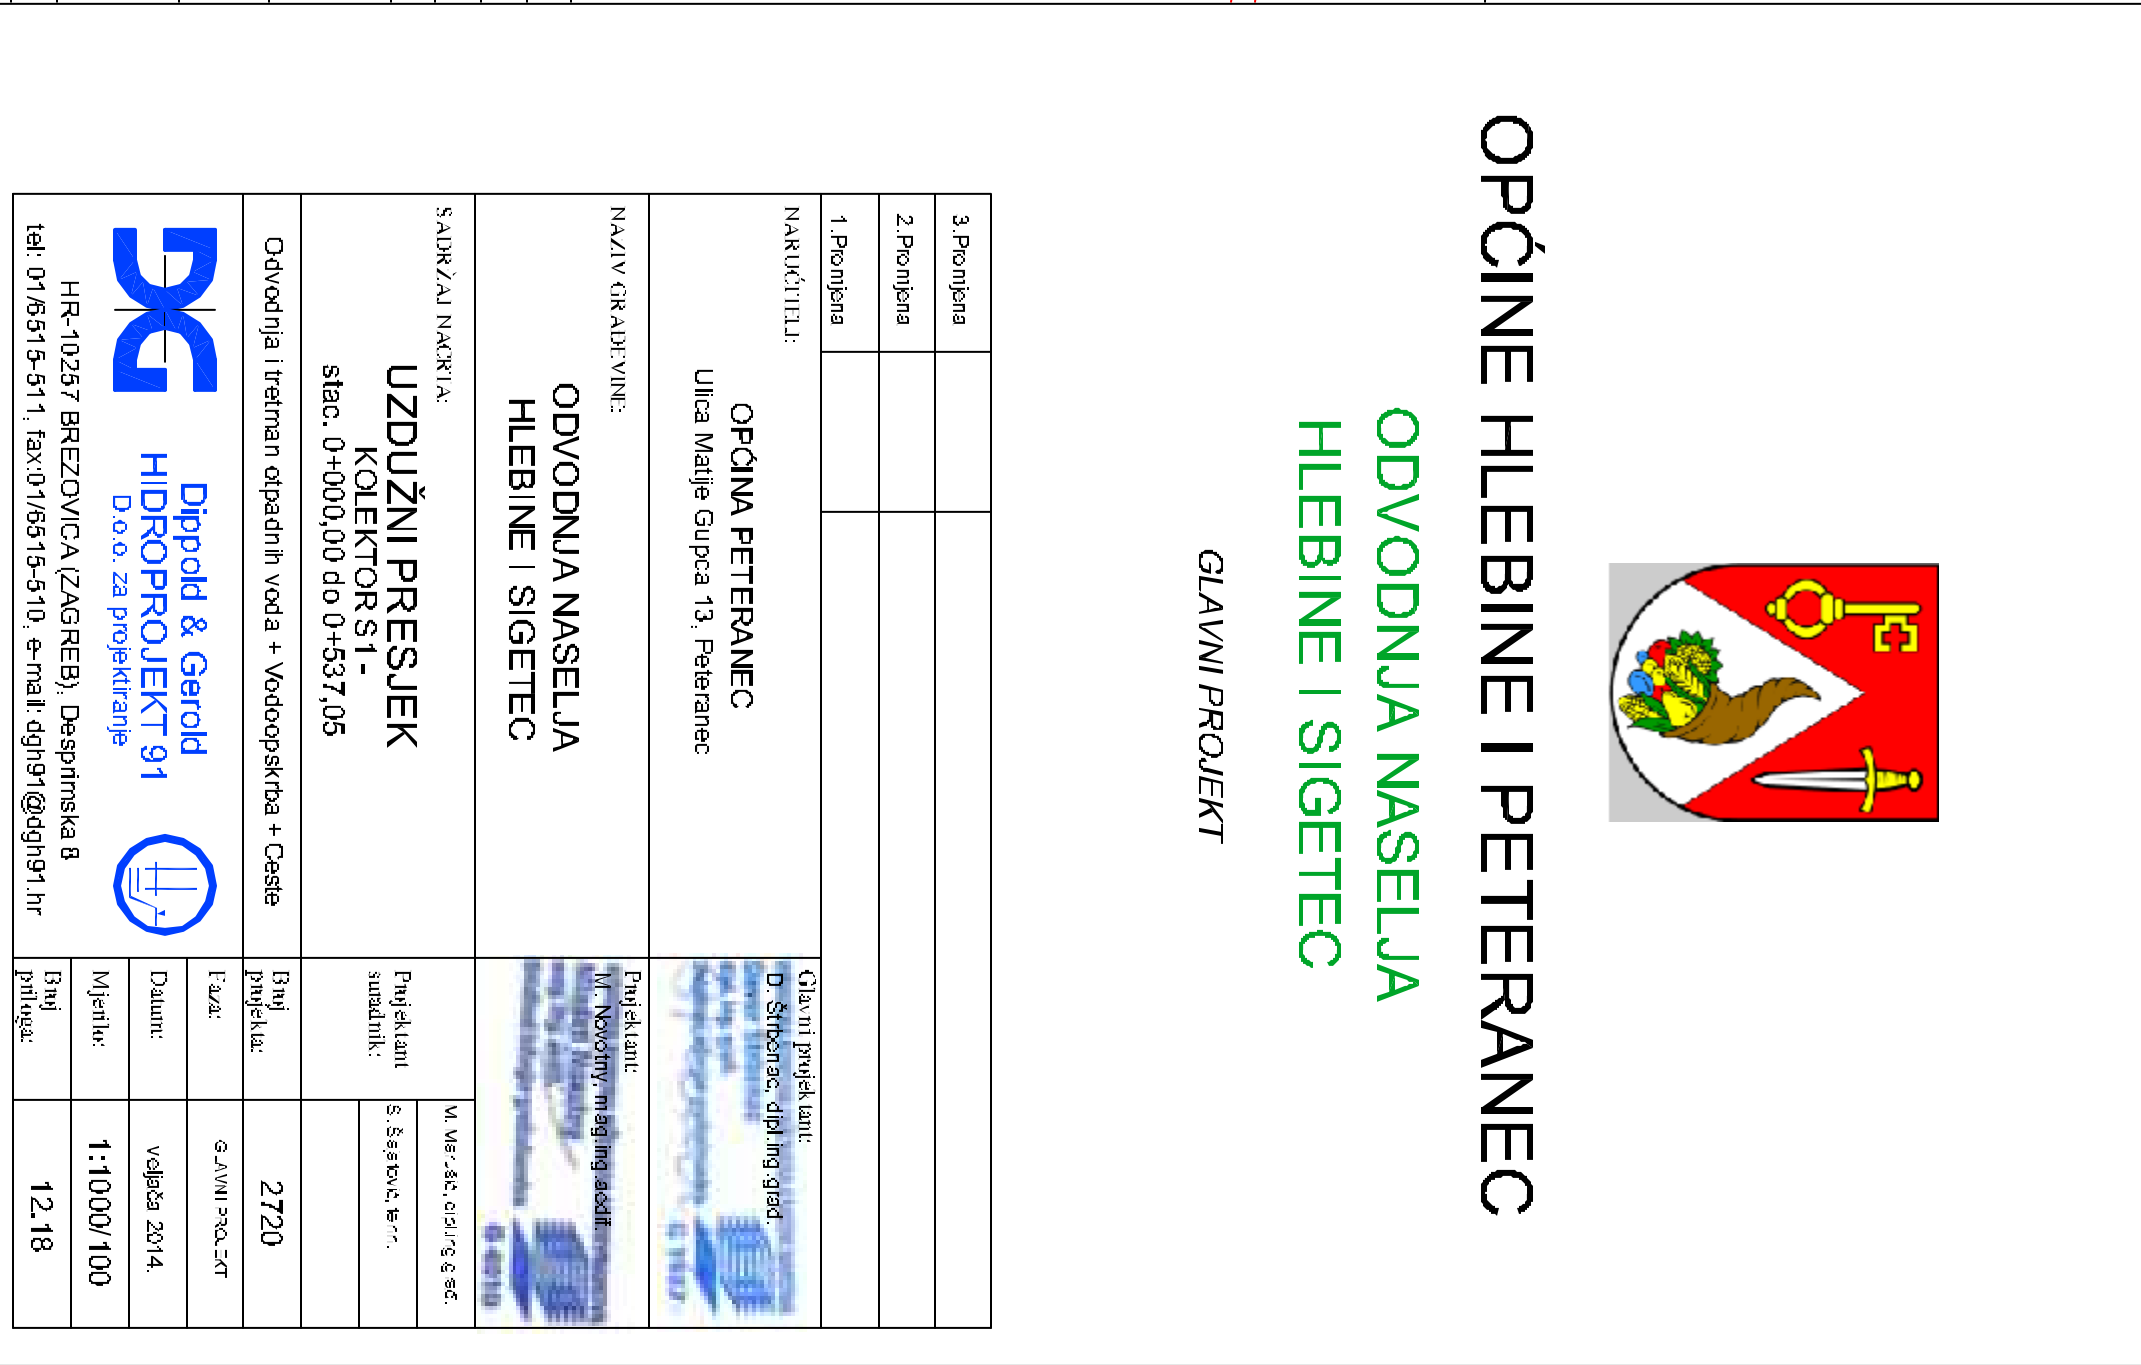 OPĆINE HLEBINE I PETERANEC
ODVODNJA NASELJA
HLEBINE I SIGETEC
GLAVNI PROJEKT
3.Promjena
2.Promjena
1.Promjena
NARUČITELJ:
OPĆINA PETERANEC
Ulica Matije Gupca 13, Peteranec
Glavni projektant:
D. Štrbenac, dipl.ing.građ.
NAZIV GRAĐEVINE:
ODVODNJA NASELJA
HLEBINE I SIGETEC
Projektant:
M. Novotny, mag.ing.aedif.
SADRŽAJ NACRTA:
UZDUŽNI PRESJEK
KOLEKTOR S1 -
stac. 0+000,00 do 0+537,05
Projektant
suradnik:
Odvodnja i tretman otpadnih voda + Vodoopskrba + Ceste
Broj
projekta:
2720
Dippold & Gerold
HIDROPROJEKT 91
D.o.o. za projektiranje
HR-10257 BREZOVICA (ZAGREB), Desprimska 8
tel: 01/6515-511, fax:01/6515-510, e-mail: dgh91@dgh91.hr
Faza:
GLAVNI PROJEKT
Datum:
veljača 2014.
Mjerilo:
1:1000/100
Broj
priloga:
12.18